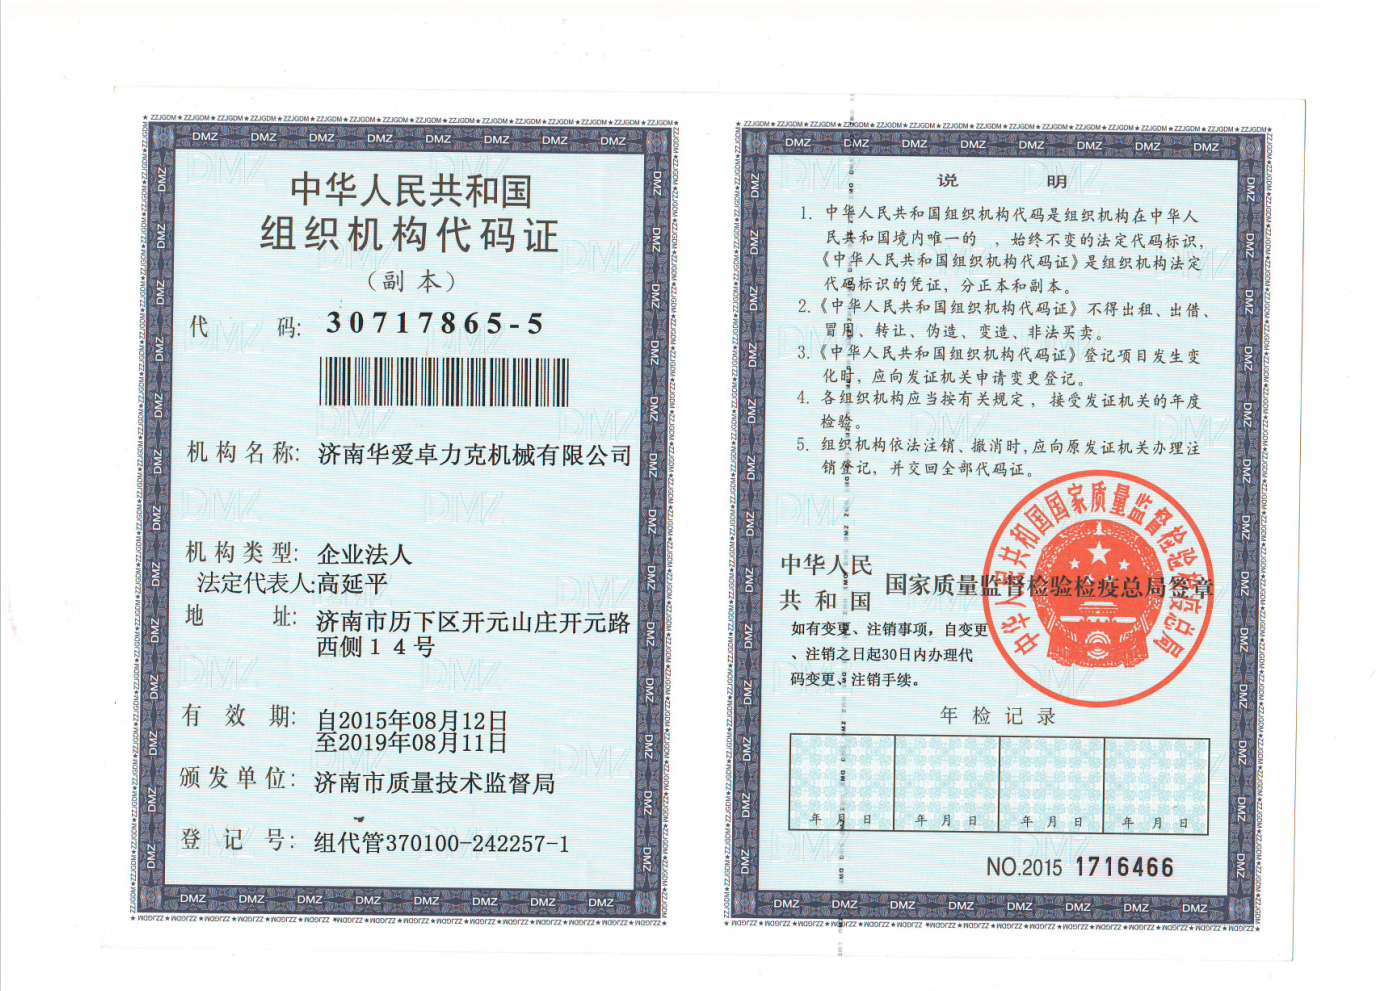 中华人民共和国
组织机构代码证
（副本）
代 码: 30717865-5
机构名称: 济南华爱卓力克机械有限公司
机构类型: 企业法人
法定代表人:高延平
地 址: 济南市历下区开元山庄开元路
西侧１４号
有 效 期: 自2015年08月12日
至2019年08月11日
颁发单位: 济南市质量技术监督局
登 记 号: 组代管370100-242257-1
说 明
1. 中华人民共和国组织机构代码是组织机构在中华人
民共和国境内唯一的 ，始终不变的法定代码标识，
《中华人民共和国组织机构代码证》是组织机构法定
代码标识的凭证，分正本和副本。
2.《中华人民共和国组织机构代码证》不得出租、出借、
冒用、转让、伪造、变造、非法买卖。
3.《中华人民共和国组织机构代码证》登记项目发生变
化时，应向发证机关申请变更登记。
4. 各组织机构应当按有关规定，接受发证机关的年度
检验。
5. 组织机构依法注销、撤消时,应向原发证机关办理注
销登记，并交回全部代码证。
中华人民
共和国 国家质量监督检验检疫总局签章
中华人民共和国国家质量监督检验检疫总局
如有变更、注销事项，自变更
、注销之日起30日内办理代
码变更、注销手续。
年检记录
年 月 日 年 月 日 年 月 日 年 月 日
NO.2015 1716466